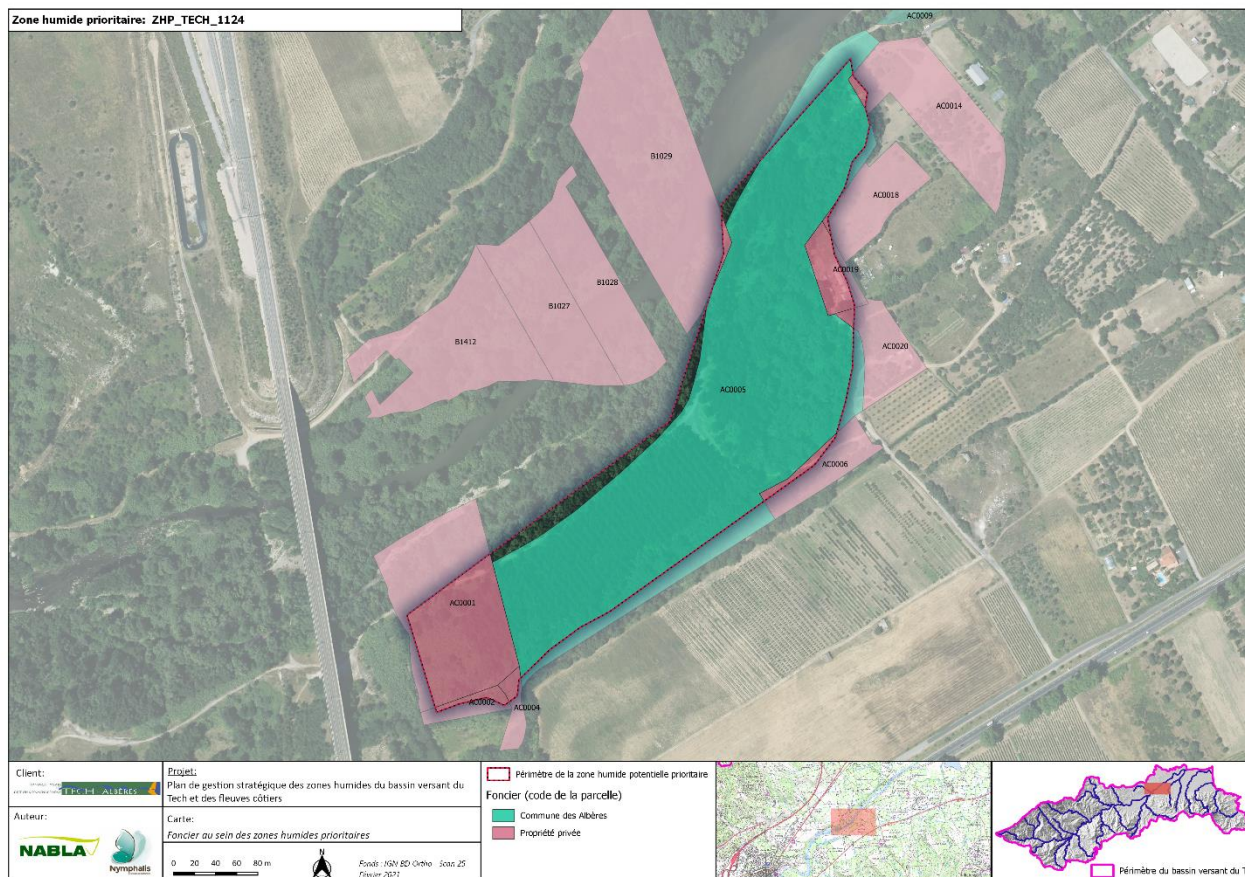 Zone humide prioritaire: ZHP_TECH_1124
AC0009
AC0014
B1029
AC0018
B1028
AC0019
B1027
B1412
AC0020
AC0005
AC0006
AC0001
AC0002
AC0004
Client:
TECH ALBÈRES
Auteur:
NABLA
Nymphalis
Projet:
Plan de gestion stratégique des zones humides du bassin versant du
Tech et des fleuves côtiers
Carte:
Foncier au sein des zones humides prioritaires
0 20 40 60 80 m
N
Fonds : IGN BD Ortho Scan 25
Février 2021
Périmètre de la zone humide potentielle prioritaire
Foncier (code de la parcelle)
Commune des Albères
Propriété privée
Périmètre du bassin versant du T